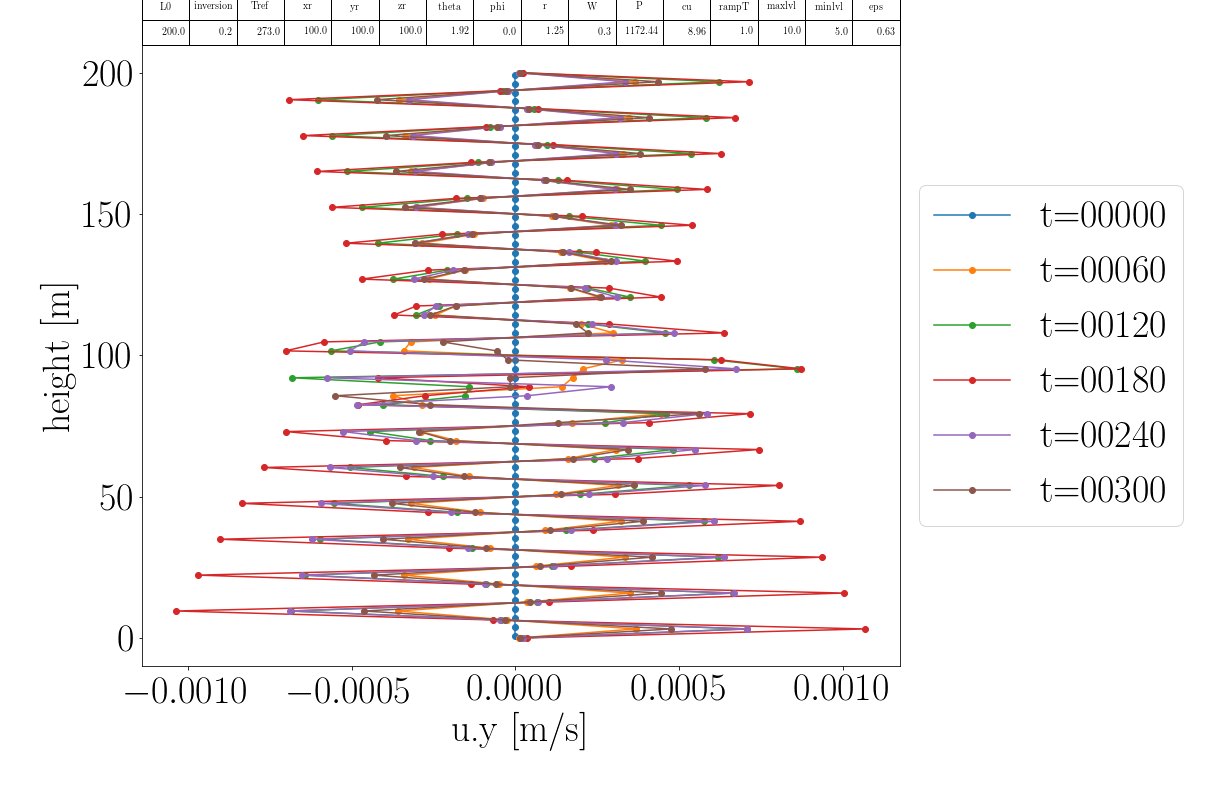 L0 inversion Tref xr yr zr theta phi r W P cu rampT maxlvl minlvl eps
200.0 0.2 273.0 100.0 100.0 100.0 1.92 0.0 1.25 0.3 1172.44 8.96 1.0 10.0 5.0 0.63
200
150
100
50
0
height [m]
−0.0010 −0.0005 0.0000 0.0005 0.0010
u.y [m/s]
t=00000
t=00060
t=00120
t=00180
t=00240
t=00300